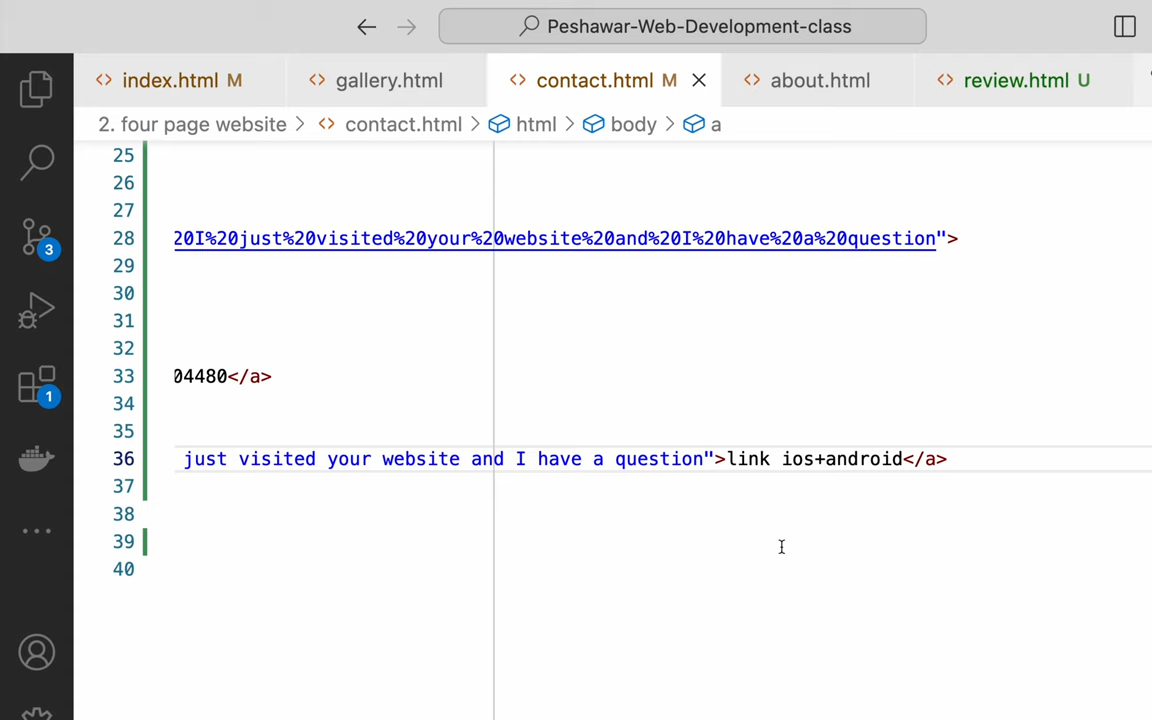 Peshawar-Web-Development-class
index.html M
gallery.html
contact.html M
about.html
review.html U
2. four page website > contact.html > html > body > a
25
26
27
28 20I%20just%20visited%20your%20website%20and%20I%20have%20a%20question">
29
30
31
32
33 04480</a>
34
35
36 just visited your website and I have a question">link ios+android</a>
37
38
39
40
3
1